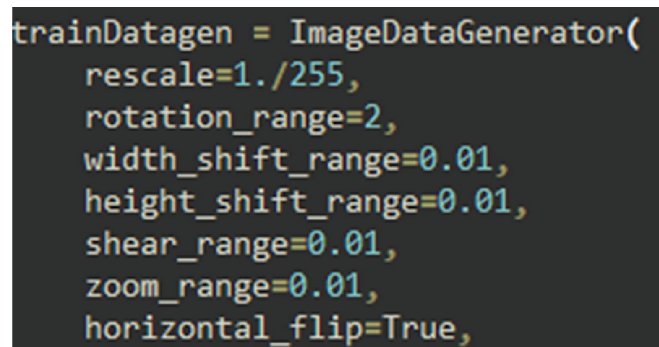 trainDatagen = ImageDataGenerator(
rescale=1./255,
rotation_range=2,
width_shift_range=0.01,
height_shift_range=0.01,
shear_range=0.01,
zoom_range=0.01,
horizontal_flip=True,